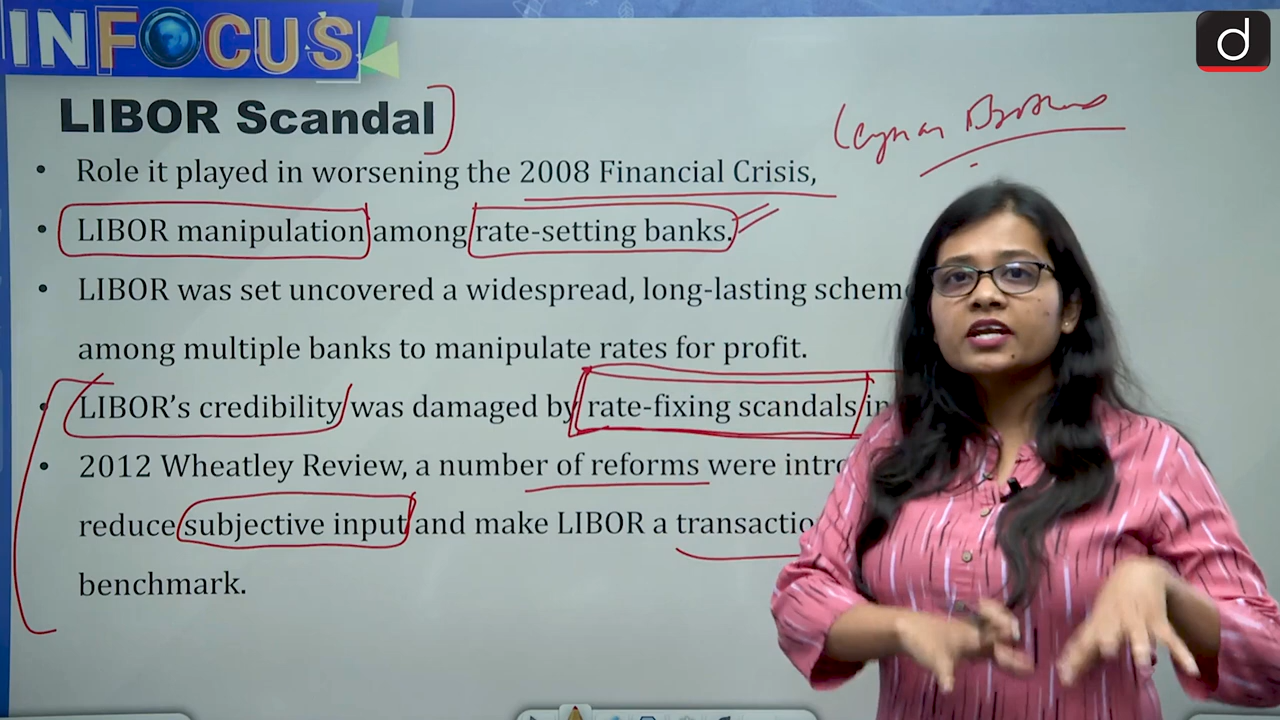 INFOCUS
d
LIBOR Scandal
• Role it played in worsening the 2008 Financial Crisis,
• LIBOR manipulation among rate-setting banks.
• LIBOR was set uncovered a widespread, long-lasting scheme
among multiple banks to manipulate rates for profit.
• LIBOR's credibility was damaged by rate-fixing scandals in
• 2012 Wheatley Review, a number of reforms were intro
reduce subjective input and make LIBOR a transactio
benchmark.